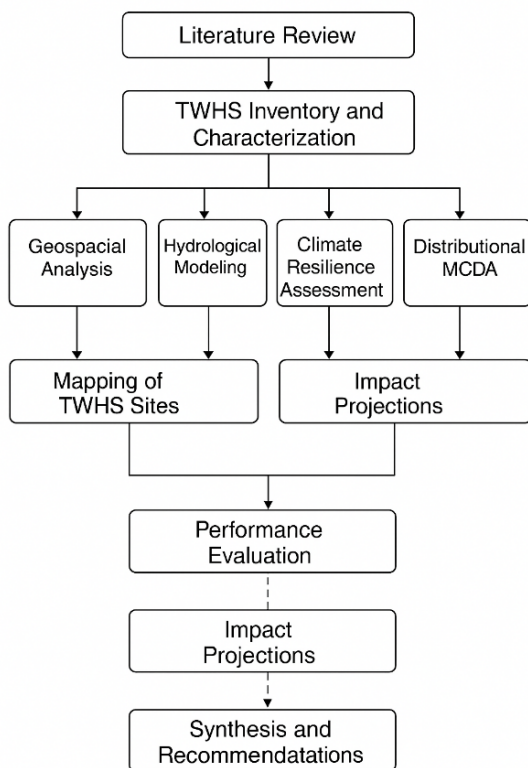 Literature Review
TWHS Inventory and
Characterization
Geospacial
Analysis
Hydrological
Modeling
Climate
Resilience
Assessment
Distributional
MCDA
Mapping of
TWHS Sites
Impact
Projections
Performance
Evaluation
Impact
Projections
Synthesis and
Recommendatations